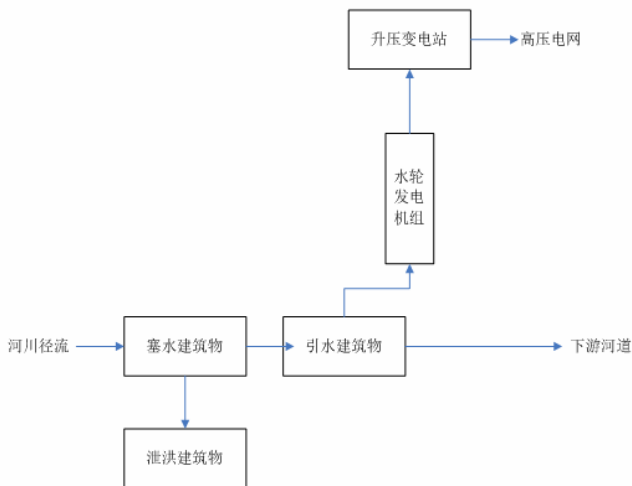 升压变电站
高压电网
水轮
发电
机组
河川径流
塞水建筑物
引水建筑物
下游河道
泄洪建筑物